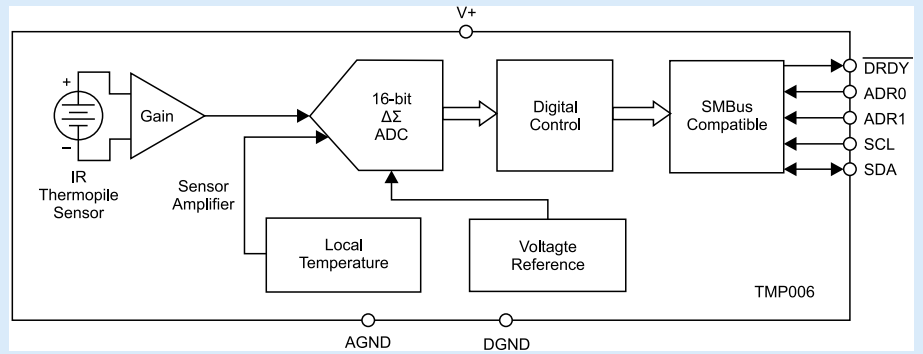 V+
DRDY
ADR0
ADR1
SCL
SDA
+
Gain
−
IR
Thermopile
Sensor
Sensor
Amplifier
16-bit
ΔΣ
ADC
Digital
Control
SMBus
Compatible
Local
Temperature
Voltagte
Reference
TMP006
AGND
DGND